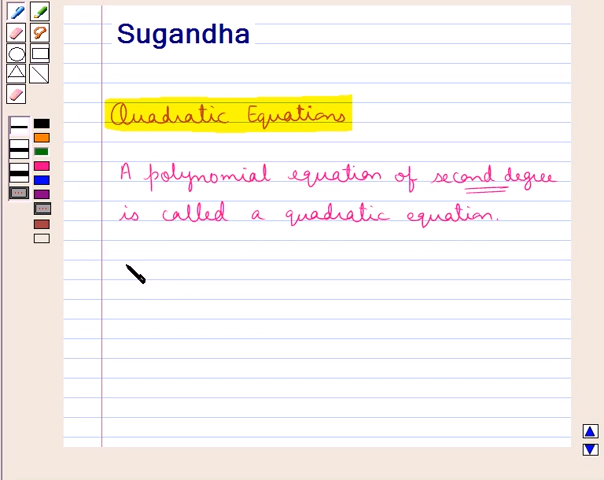 Sugandha
Quadratic Equations
A polynomial equation of second degree
is called a quadratic equation.